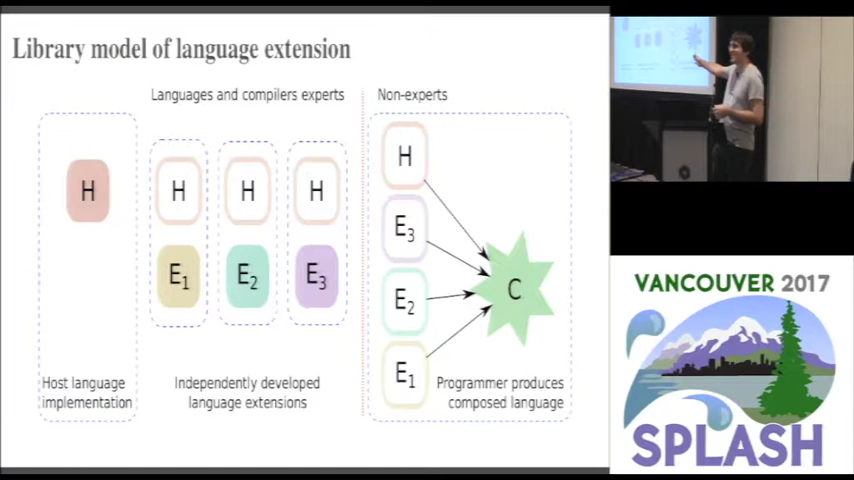 Library model of language extension
Languages and compilers experts
Non-experts
H
H
H
H
E1
E2
E3
H
E3
E2
E1
C
Host language
implementation
Independently developed
language extensions
Programmer produces
composed language
VANCOUVER 2017
SPLASH